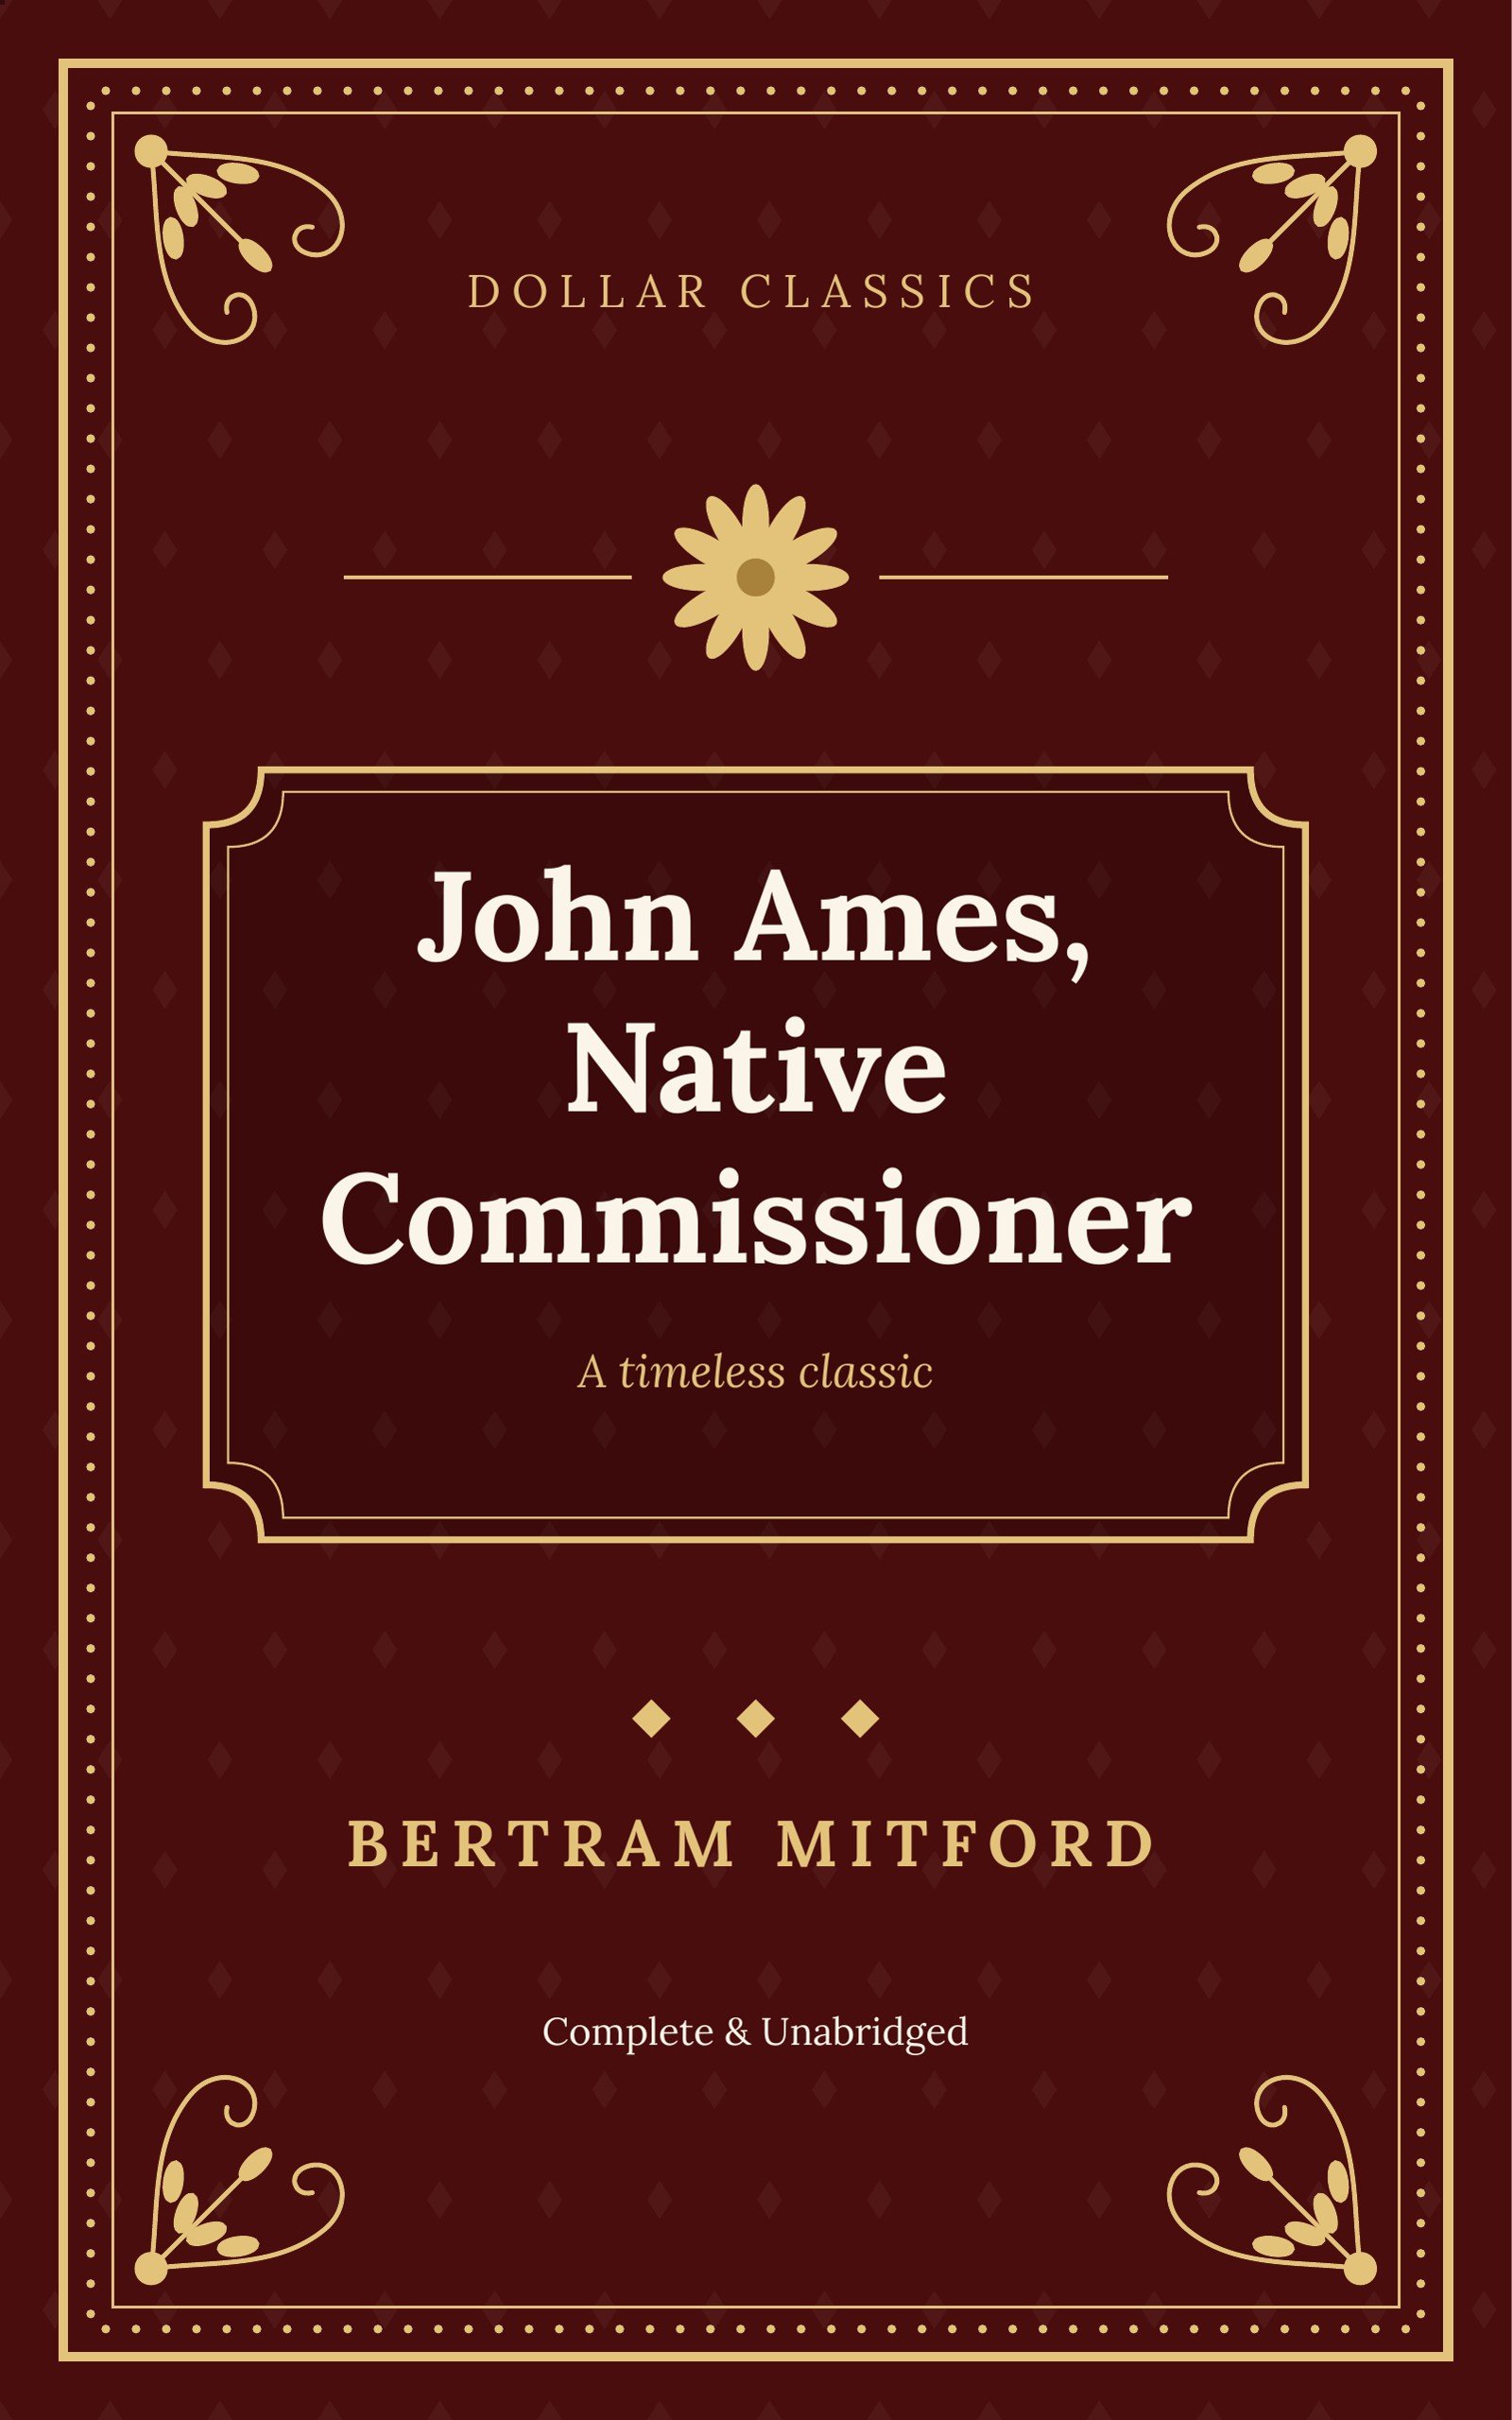 DOLLAR CLASSICS
John Ames,
Native
Commissioner
A timeless classic
BERTRAM MITFORD
Complete & Unabridged